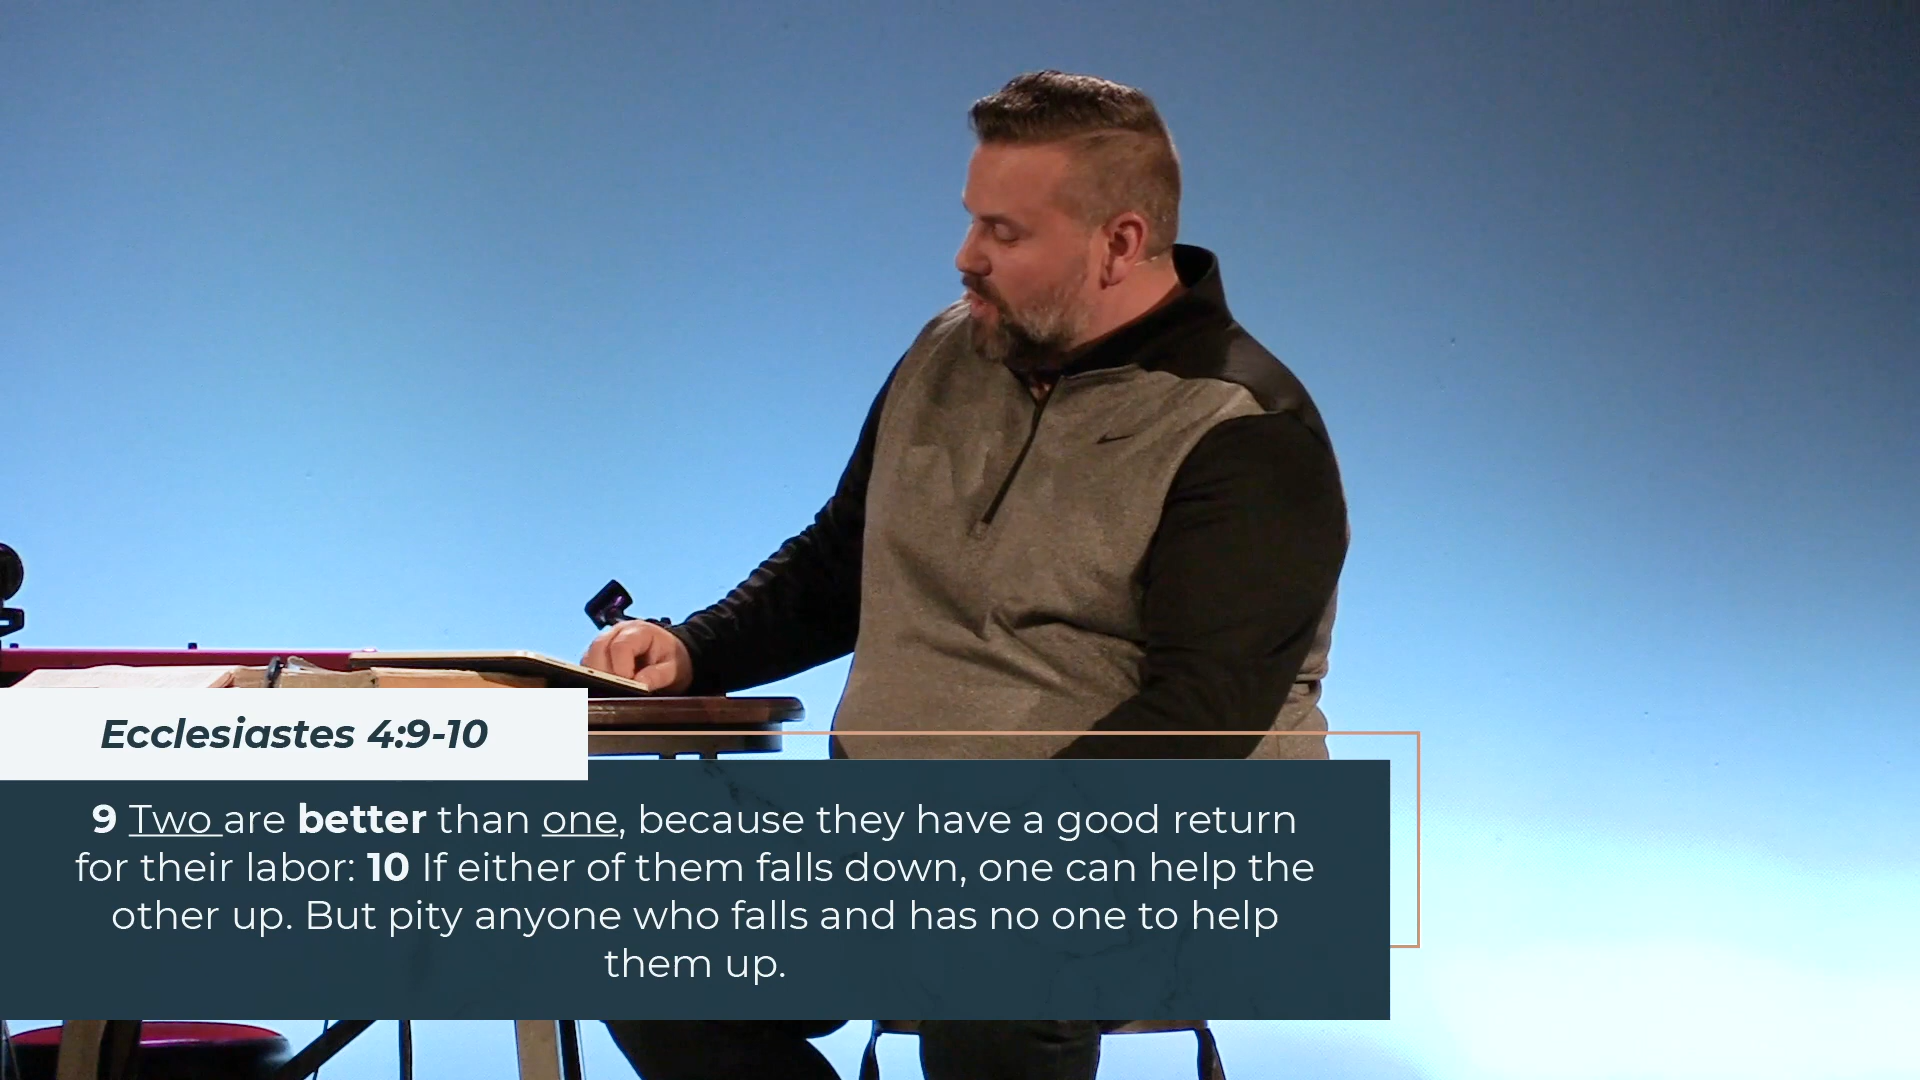 Ecclesiastes 4:9-10
9 Two are better than one, because they have a good return
for their labor: 10 If either of them falls down, one can help the
other up. But pity anyone who falls and has no one to help
them up.